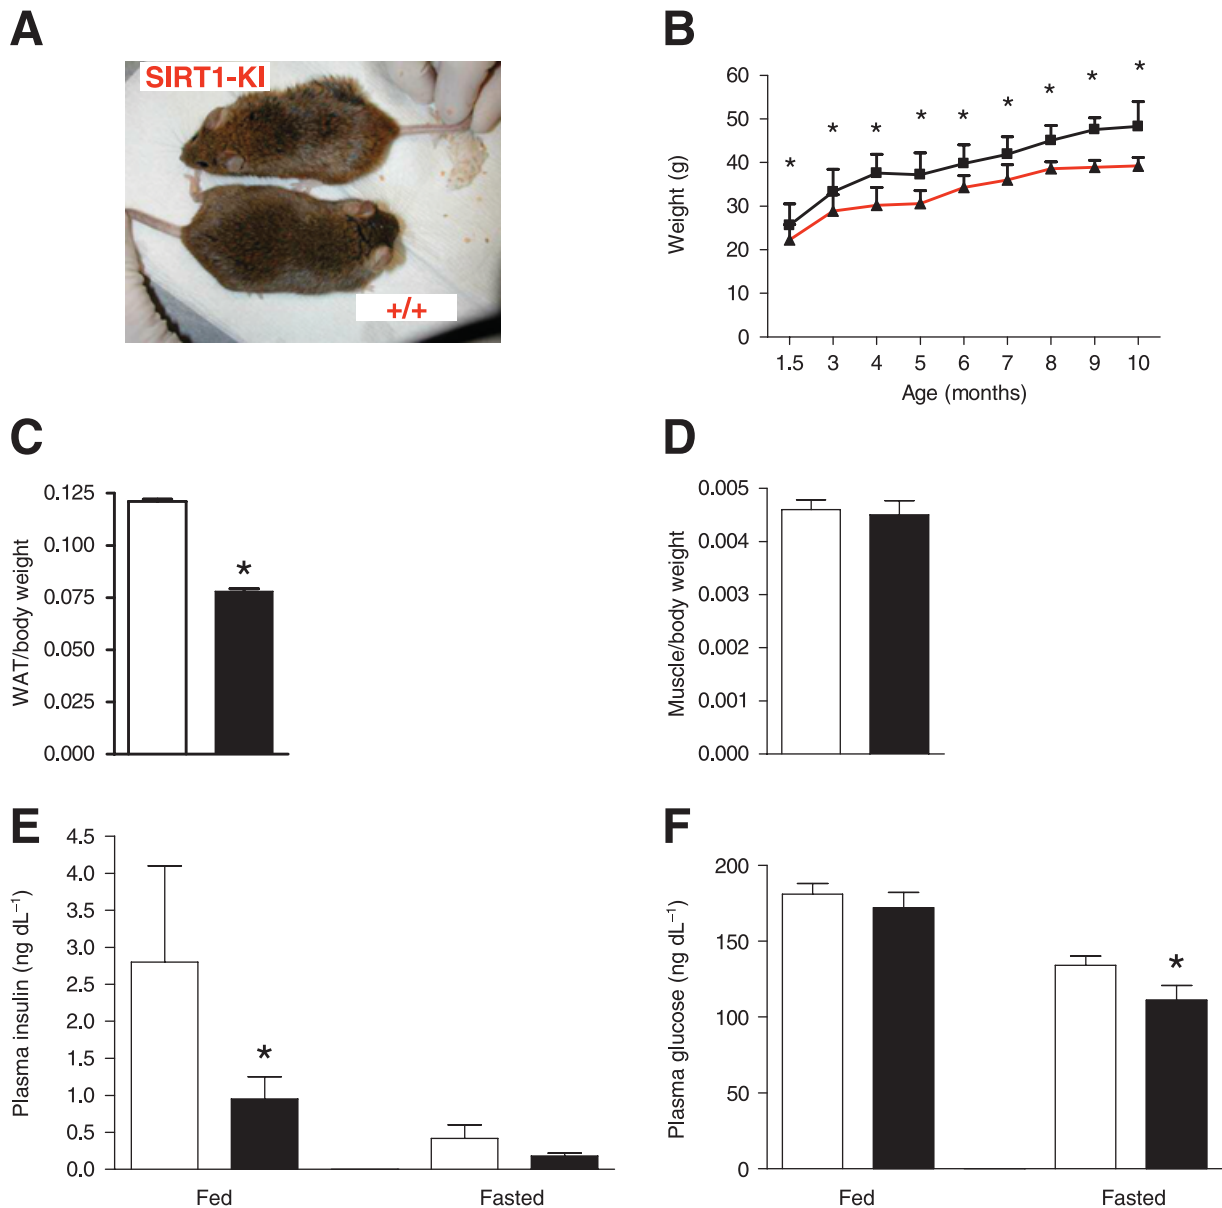 A
SIRT1-KI
+/+
B
Weight (g)
60
50
40
30
20
10
0
* * * * * * * * *
1.5 3 4 5 6 7 8 9 10
Age (months)
C
WAT/body weight
0.125
0.100
0.075
0.050
0.025
0.000
*
D
Muscle/body weight
0.005
0.004
0.003
0.002
0.001
0.000
E
Plasma insulin (ng dL⁻¹)
4.5
4.0
3.5
3.0
2.5
2.0
1.5
1.0
0.5
0.0
*
Fed Fasted
F
Plasma glucose (ng dL⁻¹)
200
150
100
50
0
*
Fed Fasted